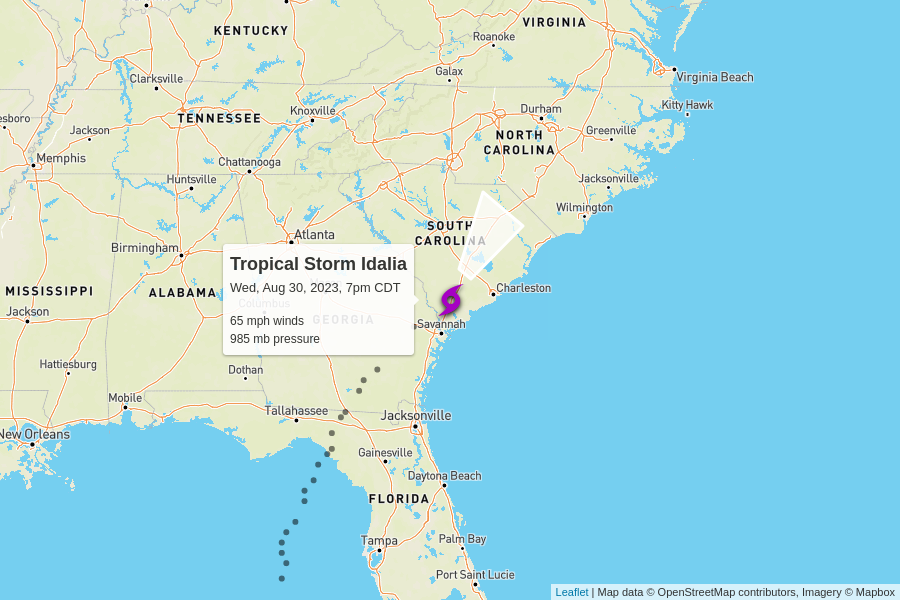 VIRGINIA
KENTUCKY
Roanoke
Galax
Virginia Beach
Clarksville
Kitty Hawk
Knoxville
Durham
TENNESSEE
esboro
Jackson
NORTH
CAROLINA
Greenville
Memphis
Chattanooga
Huntsville
Jacksonville
Wilmington
SOUTH
CAROLINA
Atlanta
Birmingham
Tropical Storm Idalia
Wed, Aug 30, 2023, 7pm CDT
65 mph winds
985 mb pressure
MISSISSIPPI
ALABAMA
Charleston
Columbus
Jackson
GEORGIA
Savannah
Hattiesburg
Dothan
Mobile
Tallahassee
Jacksonville
New Orleans
Gainesville
Daytona Beach
FLORIDA
Tampa
Palm Bay
Port Saint Lucie
Leaflet | Map data © OpenStreetMap contributors, Imagery © Mapbox